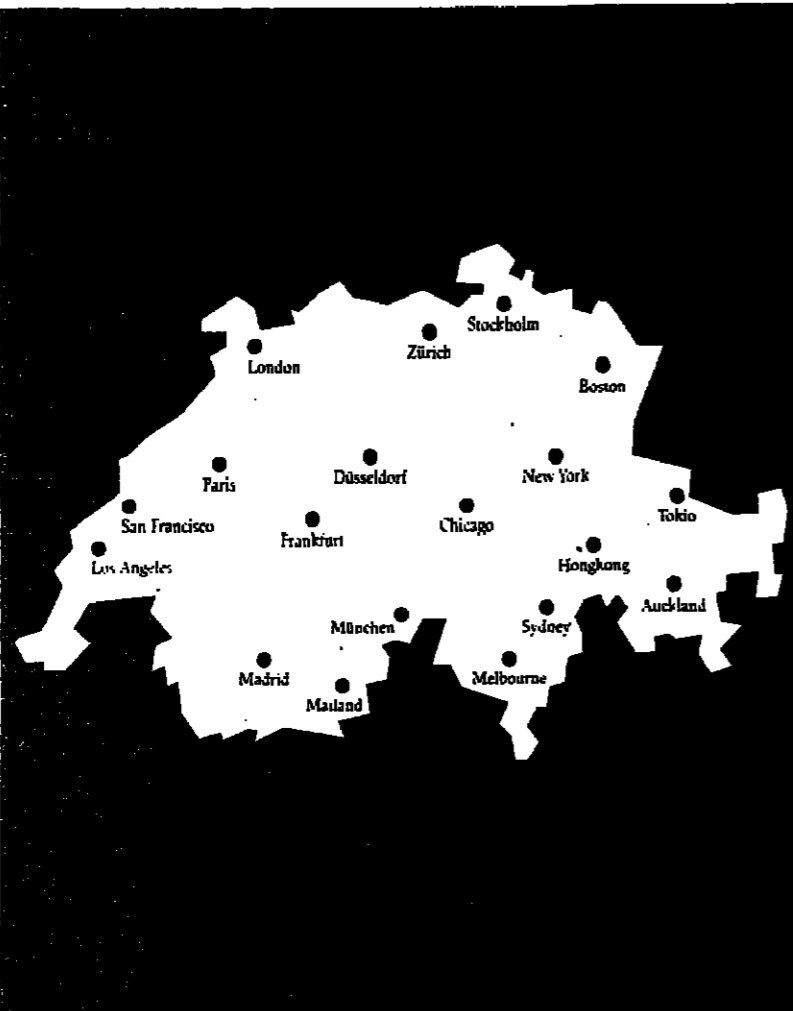 Stockholm
Zürich
London
Boston
Düsseldorf
New York
Paris
Tokio
San Francisco
Chicago
Frankfurt
Hongkong
Los Angeles
Auckland
München
Sydney
Madrid
Melbourne
Mailand